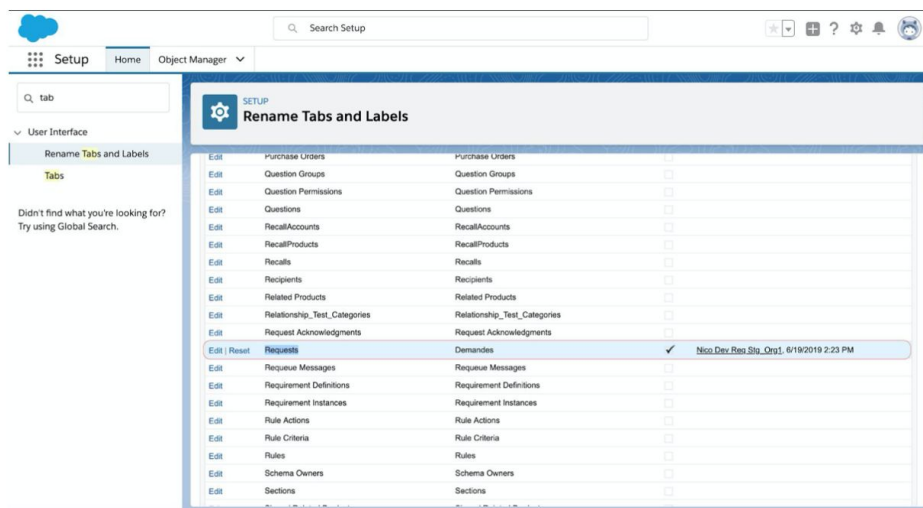 Search Setup
Setup Home Object Manager
tab
User Interface
Rename Tabs and Labels
Tabs
Didn't find what you're looking for?
Try using Global Search.
SETUP
Rename Tabs and Labels
Edit Purchase Orders Purchase Orders
Edit Question Groups Question Groups
Edit Question Permissions Question Permissions
Edit Questions Questions
Edit RecallAccounts RecallAccounts
Edit RecallProducts RecallProducts
Edit Recalls Recalls
Edit Recipients Recipients
Edit Related Products Related Products
Edit Relationship_Test_Categories Relationship_Test_Categories
Edit Request Acknowledgments Request Acknowledgments
Edit | Reset Requests Demandes Nico Dev Req Stg_Org1, 6/19/2019 2:23 PM
Edit Requeue Messages Requeue Messages
Edit Requirement Definitions Requirement Definitions
Edit Requirement Instances Requirement Instances
Edit Rule Actions Rule Actions
Edit Rule Criteria Rule Criteria
Edit Rules Rules
Edit Schema Owners Schema Owners
Edit Sections Sections